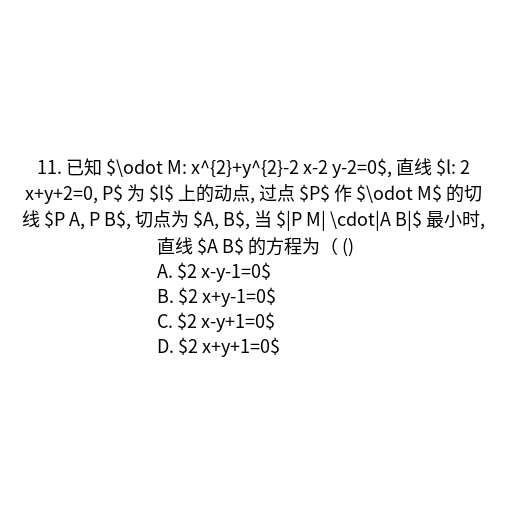 11. 已知 $\odot M: x^{2}+y^{2}-2 x-2 y-2=0$, 直线 $l: 2
x+y+2=0, P$ 为 $l$ 上的动点, 过点 $P$ 作 $\odot M$ 的切
线 $P A, P B$, 切点为 $A, B$, 当 $|P M| \cdot|A B|$ 最小时,
直线 $A B$ 的方程为（ ()
A. $2 x-y-1=0$
B. $2 x+y-1=0$
C. $2 x-y+1=0$
D. $2 x+y+1=0$